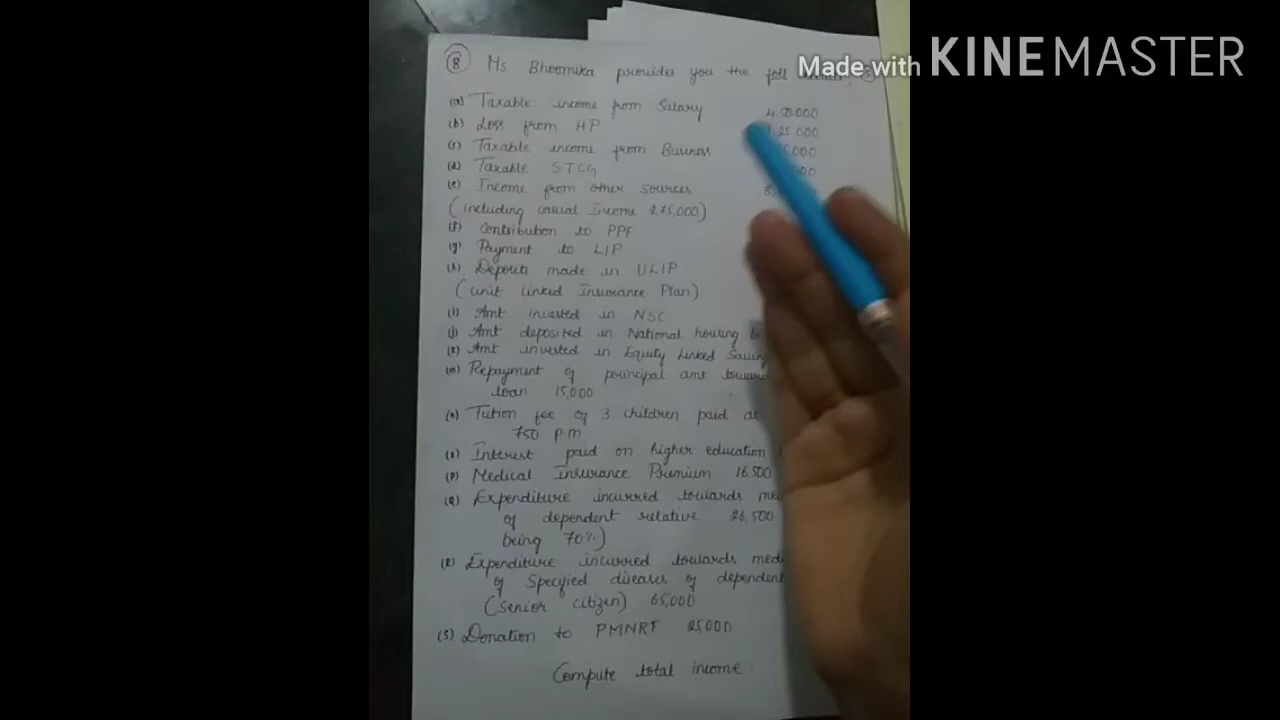 Made with KINEMASTER
(8) Ms Bhoomika provides you the foll
(a) Taxable income from Salary
(b) Loss from HP
(c) Taxable income from Business
(d) Taxable STCG
(e) Income from other Sources
(including casual Income 2,75,000)
(f) Contribution to PPF
(g) Payment to LIP
(h) Deposits made in ULIP
(Unit linked Insurance Plan)
(i) Amt invested in NSC
(j) Amt deposited in National housing
(k) Amt invested in Equity Linked
(m) Repayment of principal amt
loan 15,000
(n) Tution fee of 3 children paid
750 p.m
(o) Interest paid on higher education
(p) Medical Insurance Premium 16,500
(Q) Expenditure incurred towards
of dependent relative 26,500
being 70%)
(R) Expenditure incurred towards
of Specified diseases of dependent
(Senior citizen) 65,000
(S) Donation to PMNRF 25,000
Compute total income.